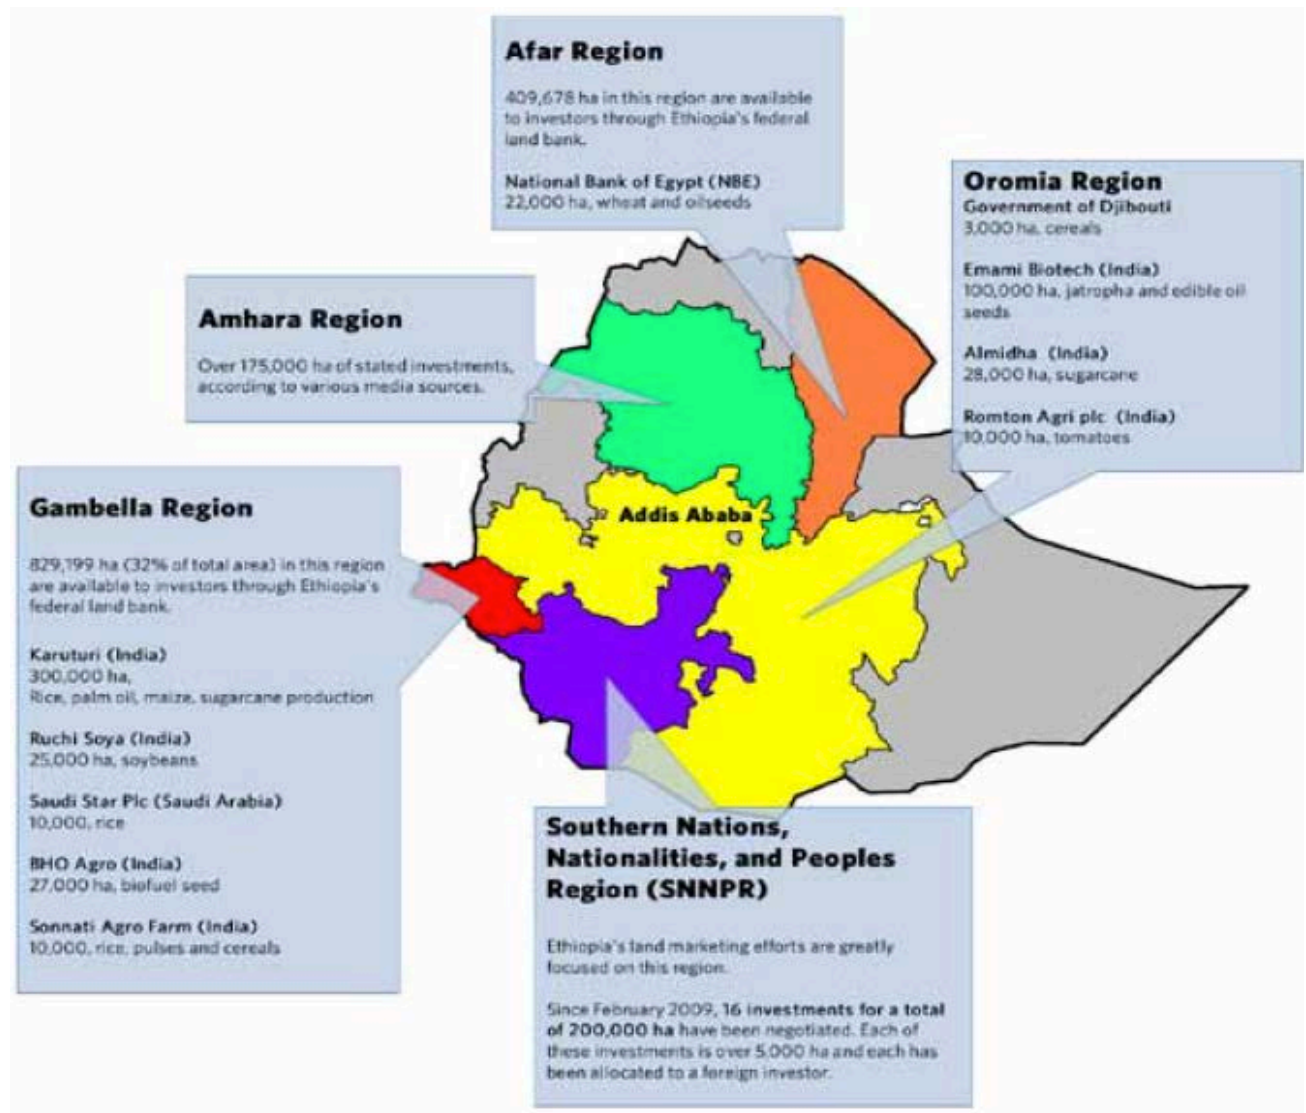 Afar Region
409,678 ha in this region are available
to investors through Ethiopia's federal
land bank.
National Bank of Egypt (NBE)
22,000 ha, wheat and oilseeds
Oromia Region
Government of Djibouti
3,000 ha, cereals
Emami Biotech (India)
100,000 ha, jatropha and edible oil
seeds
Almidha (India)
28,000 ha, sugarcane
Romton Agri plc (India)
10,000 ha, tomatoes
Amhara Region
Over 175,000 ha of stated investments,
according to various media sources.
Addis Ababa
Gambella Region
829,199 ha (32% of total area) in this region
are available to investors through Ethiopia's
federal land bank.
Karuturi (India)
300,000 ha,
Rice, palm oil, maize, sugarcane production
Ruchi Soya (India)
25,000 ha, soybeans
Saudi Star Plc (Saudi Arabia)
10,000, rice
BHO Agro (India)
27,000 ha, biofuel seed
Sonnati Agro Farm (India)
10,000, rice, pulses and cereals
Southern Nations,
Nationalities, and Peoples
Region (SNNPR)
Ethiopia's land marketing efforts are greatly
focused on this region.
Since February 2009, 16 investments for a total
of 200,000 ha have been negotiated. Each of
these investments is over 5,000 ha and each has
been allocated to a foreign investor.